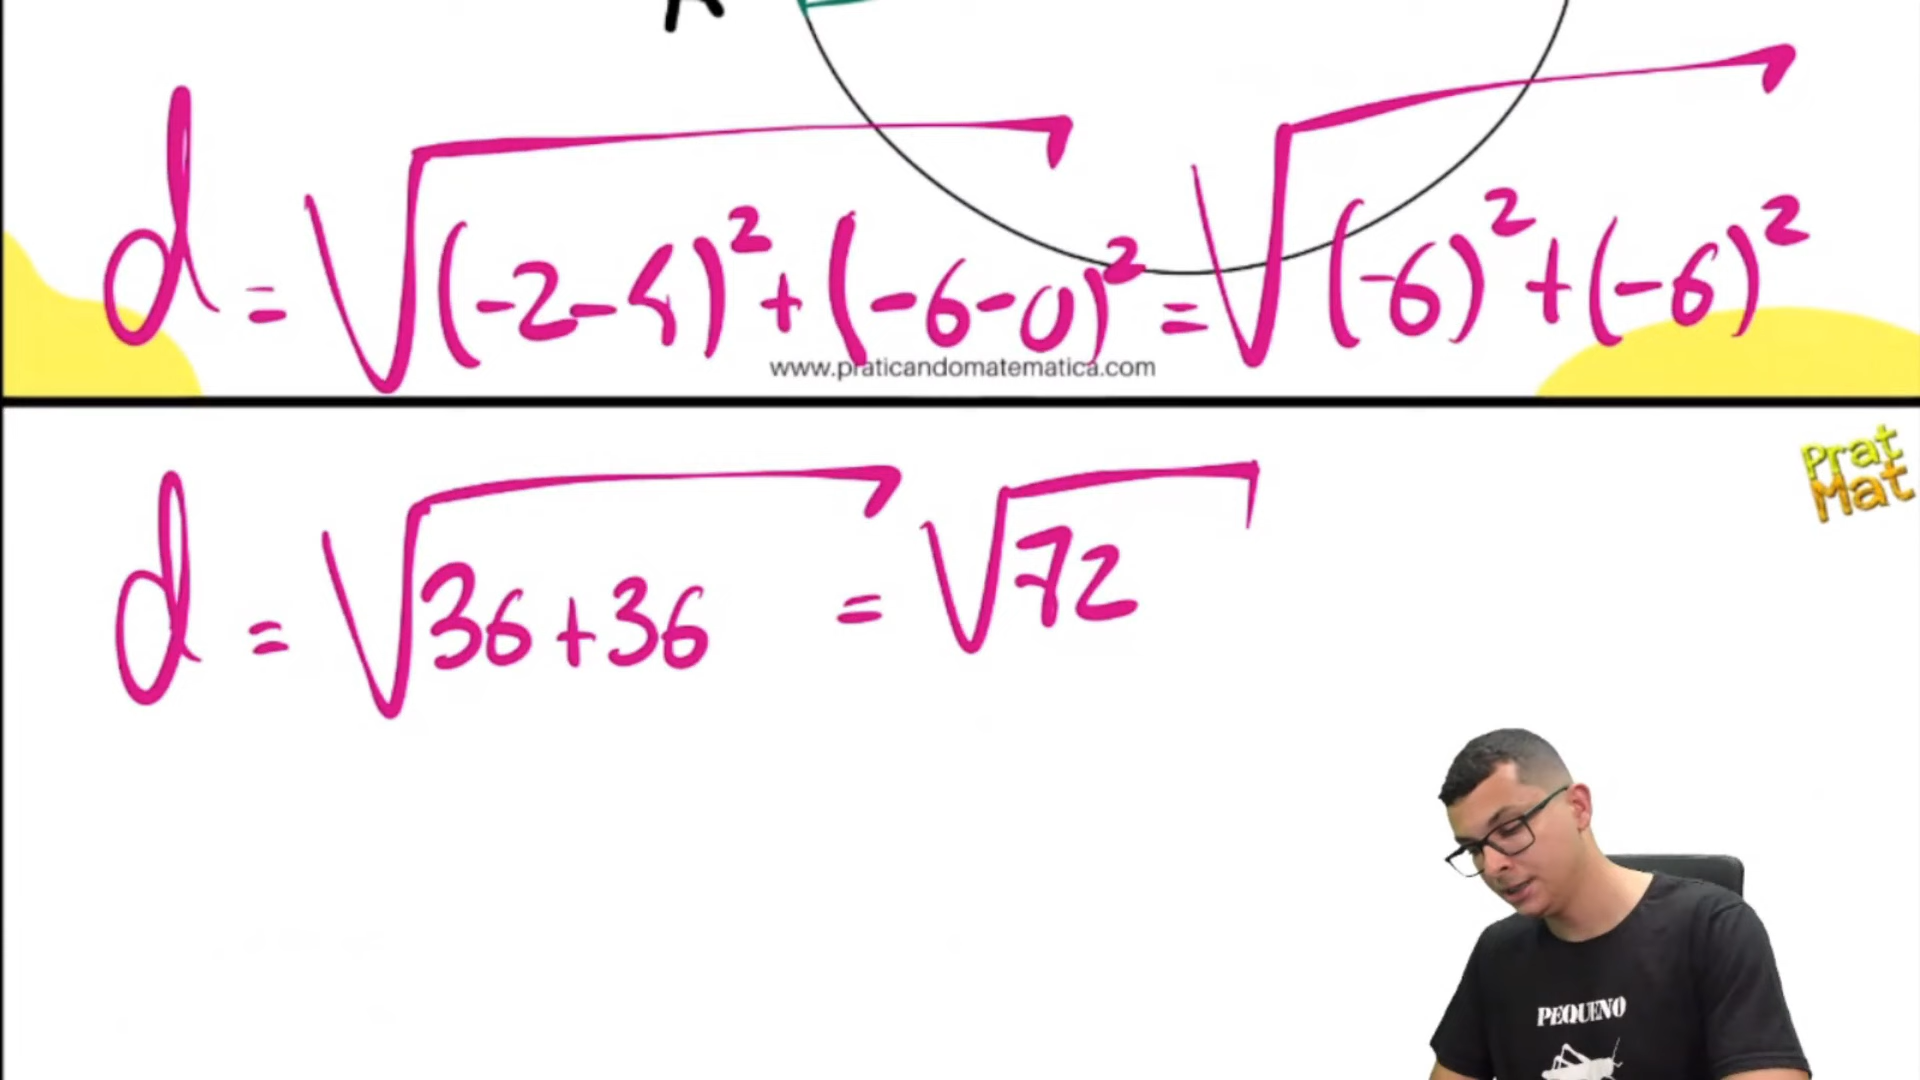 A
d = √(-2-4)² + (-6-0)² = √(-6)² + (-6)²
www.praticandomatematica.com
Prat
Mat
d = √36+36 = √72
PEQUENO